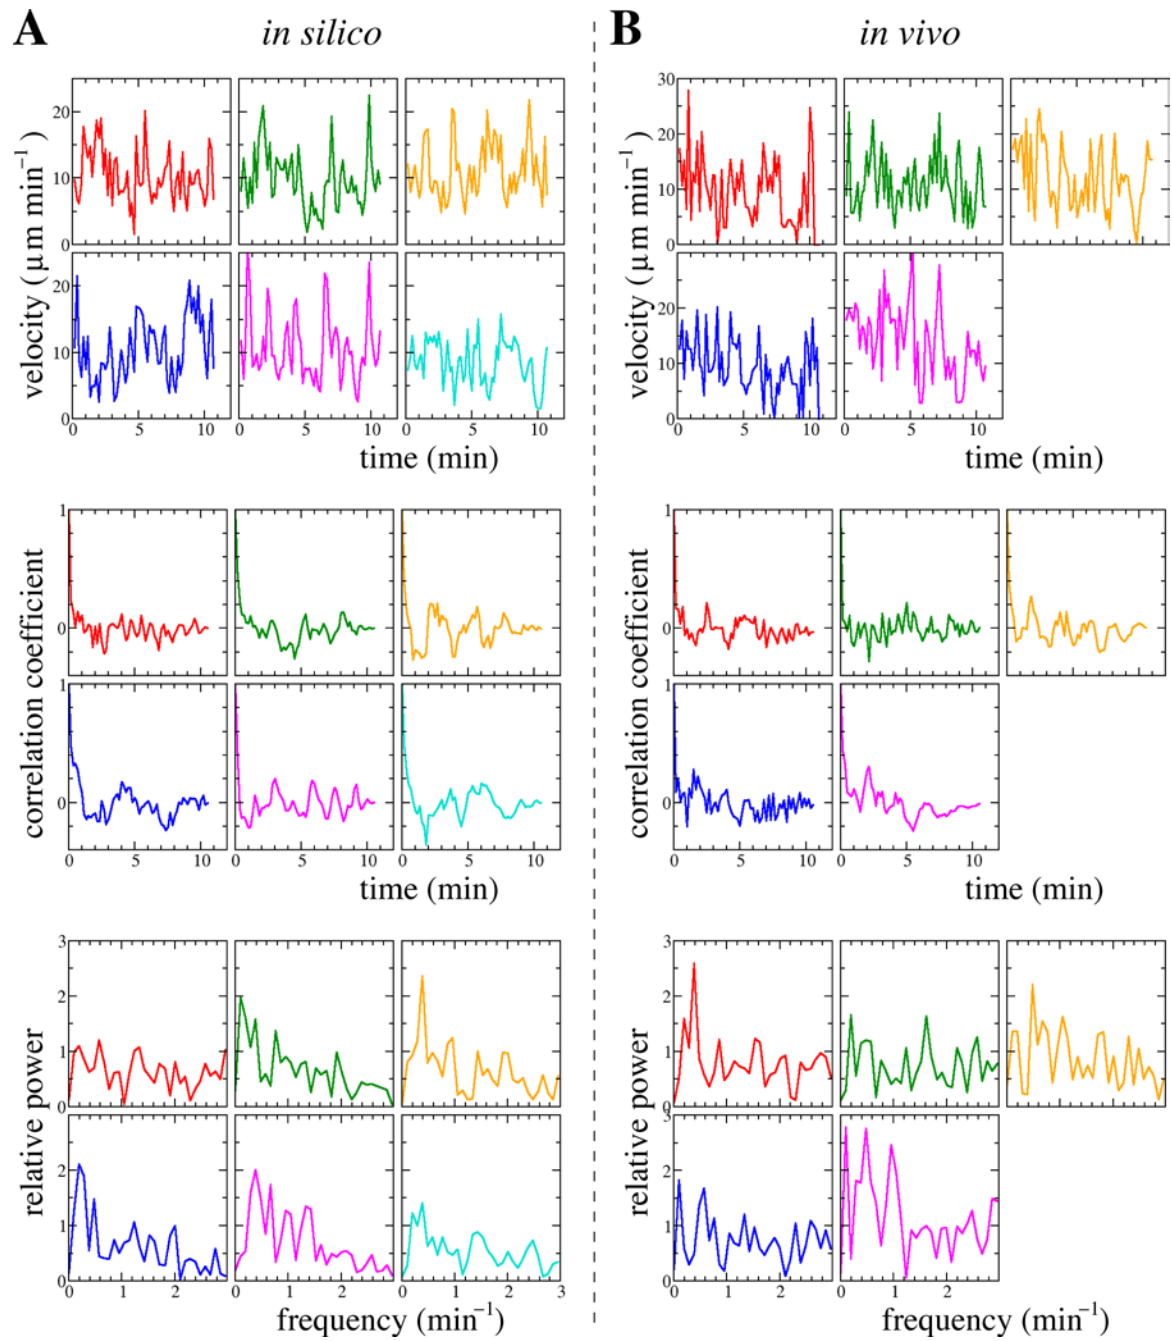 A in silico
B in vivo
velocity (μm min⁻¹)
20
10
0
20
10
0
0 5 10
0 5 10
0 5 10
time (min)
velocity (μm min⁻¹)
30
20
10
0
30
20
10
0
0 5 10
0 5 10
time (min)
correlation coefficient
1
0
1
0
0 5 10
0 5 10
0 5 10
time (min)
correlation coefficient
1
0
1
0
0 5 10
0 5 10
time (min)
relative power
3
2
1
0
3
2
1
0
0 1 2
0 1 2
0 1 2 3
frequency (min⁻¹)
relative power
3
2
1
0
3
2
1
0
0 1 2
0 1 2
frequency (min⁻¹)